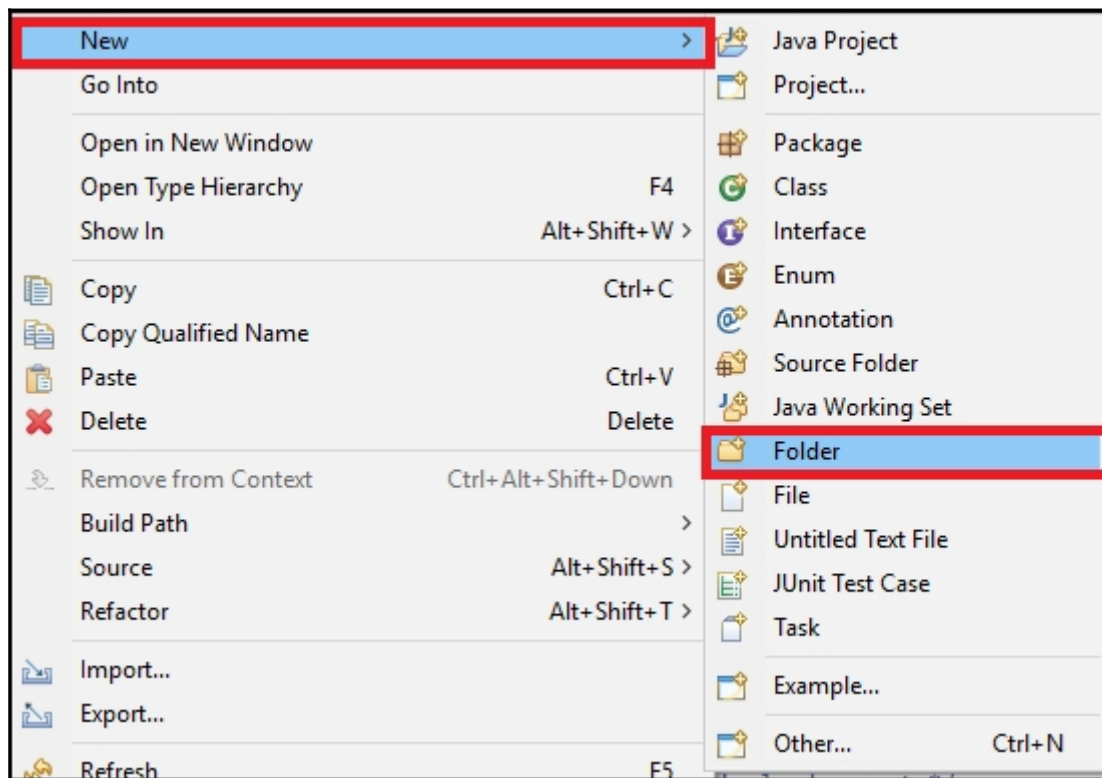 New
Go Into
Open in New Window
Open Type Hierarchy F4
Show In Alt+Shift+W >
Copy Ctrl+C
Copy Qualified Name
Paste Ctrl+V
Delete Delete
Remove from Context Ctrl+Alt+Shift+Down
Build Path
Source Alt+Shift+S >
Refactor Alt+Shift+T >
Import...
Export...
Refresh F5
Java Project
Project...
Package
Class
Interface
Enum
Annotation
Source Folder
Java Working Set
Folder
File
Untitled Text File
JUnit Test Case
Task
Example...
Other... Ctrl+N